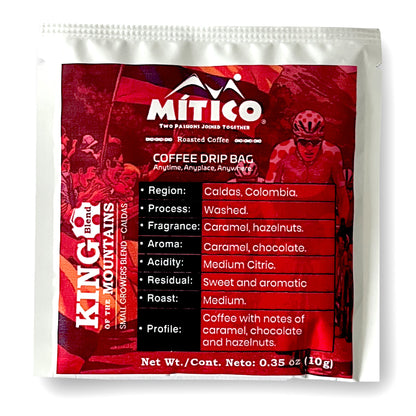 MíTICO®
Two Passions Joined Together
Roasted Coffee
COFFEE DRIP BAG
Anytime, Anyplace, Anywhere
KING Blend
OF THE MOUNTAINS
SMALL GROWERS BLEND - CALDAS
• Region: Caldas, Colombia.
• Process: Washed.
• Fragrance: Caramel, hazelnuts.
• Aroma: Caramel, chocolate.
• Acidity: Medium Citric.
• Residual: Sweet and aromatic
• Roast: Medium.
• Profile: Coffee with notes of
caramel, chocolate
and hazelnuts.
Net Wt./Cont. Neto: 0.35 oz (10g)